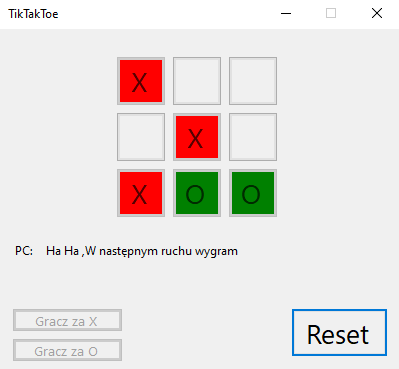 TikTakToe
X
X
X O O
PC: Ha Ha ,W następnym ruchu wygram
Gracz za X
Gracz za O
Reset